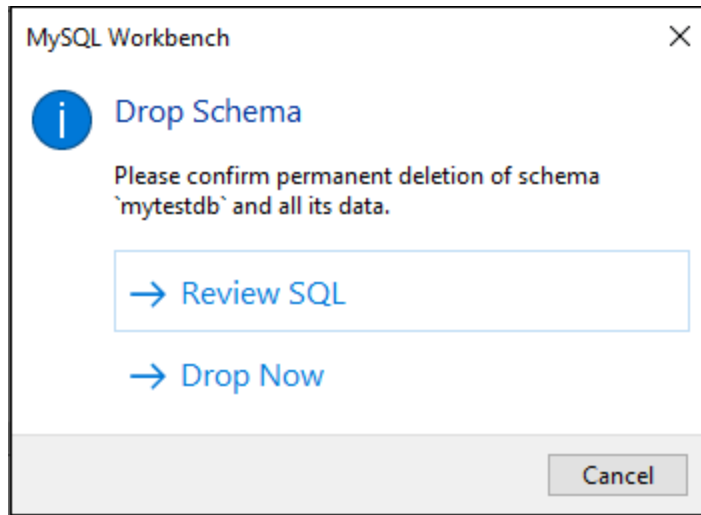 MySQL Workbench
Drop Schema
Please confirm permanent deletion of schema
`mytestdb` and all its data.
Review SQL
Drop Now
Cancel